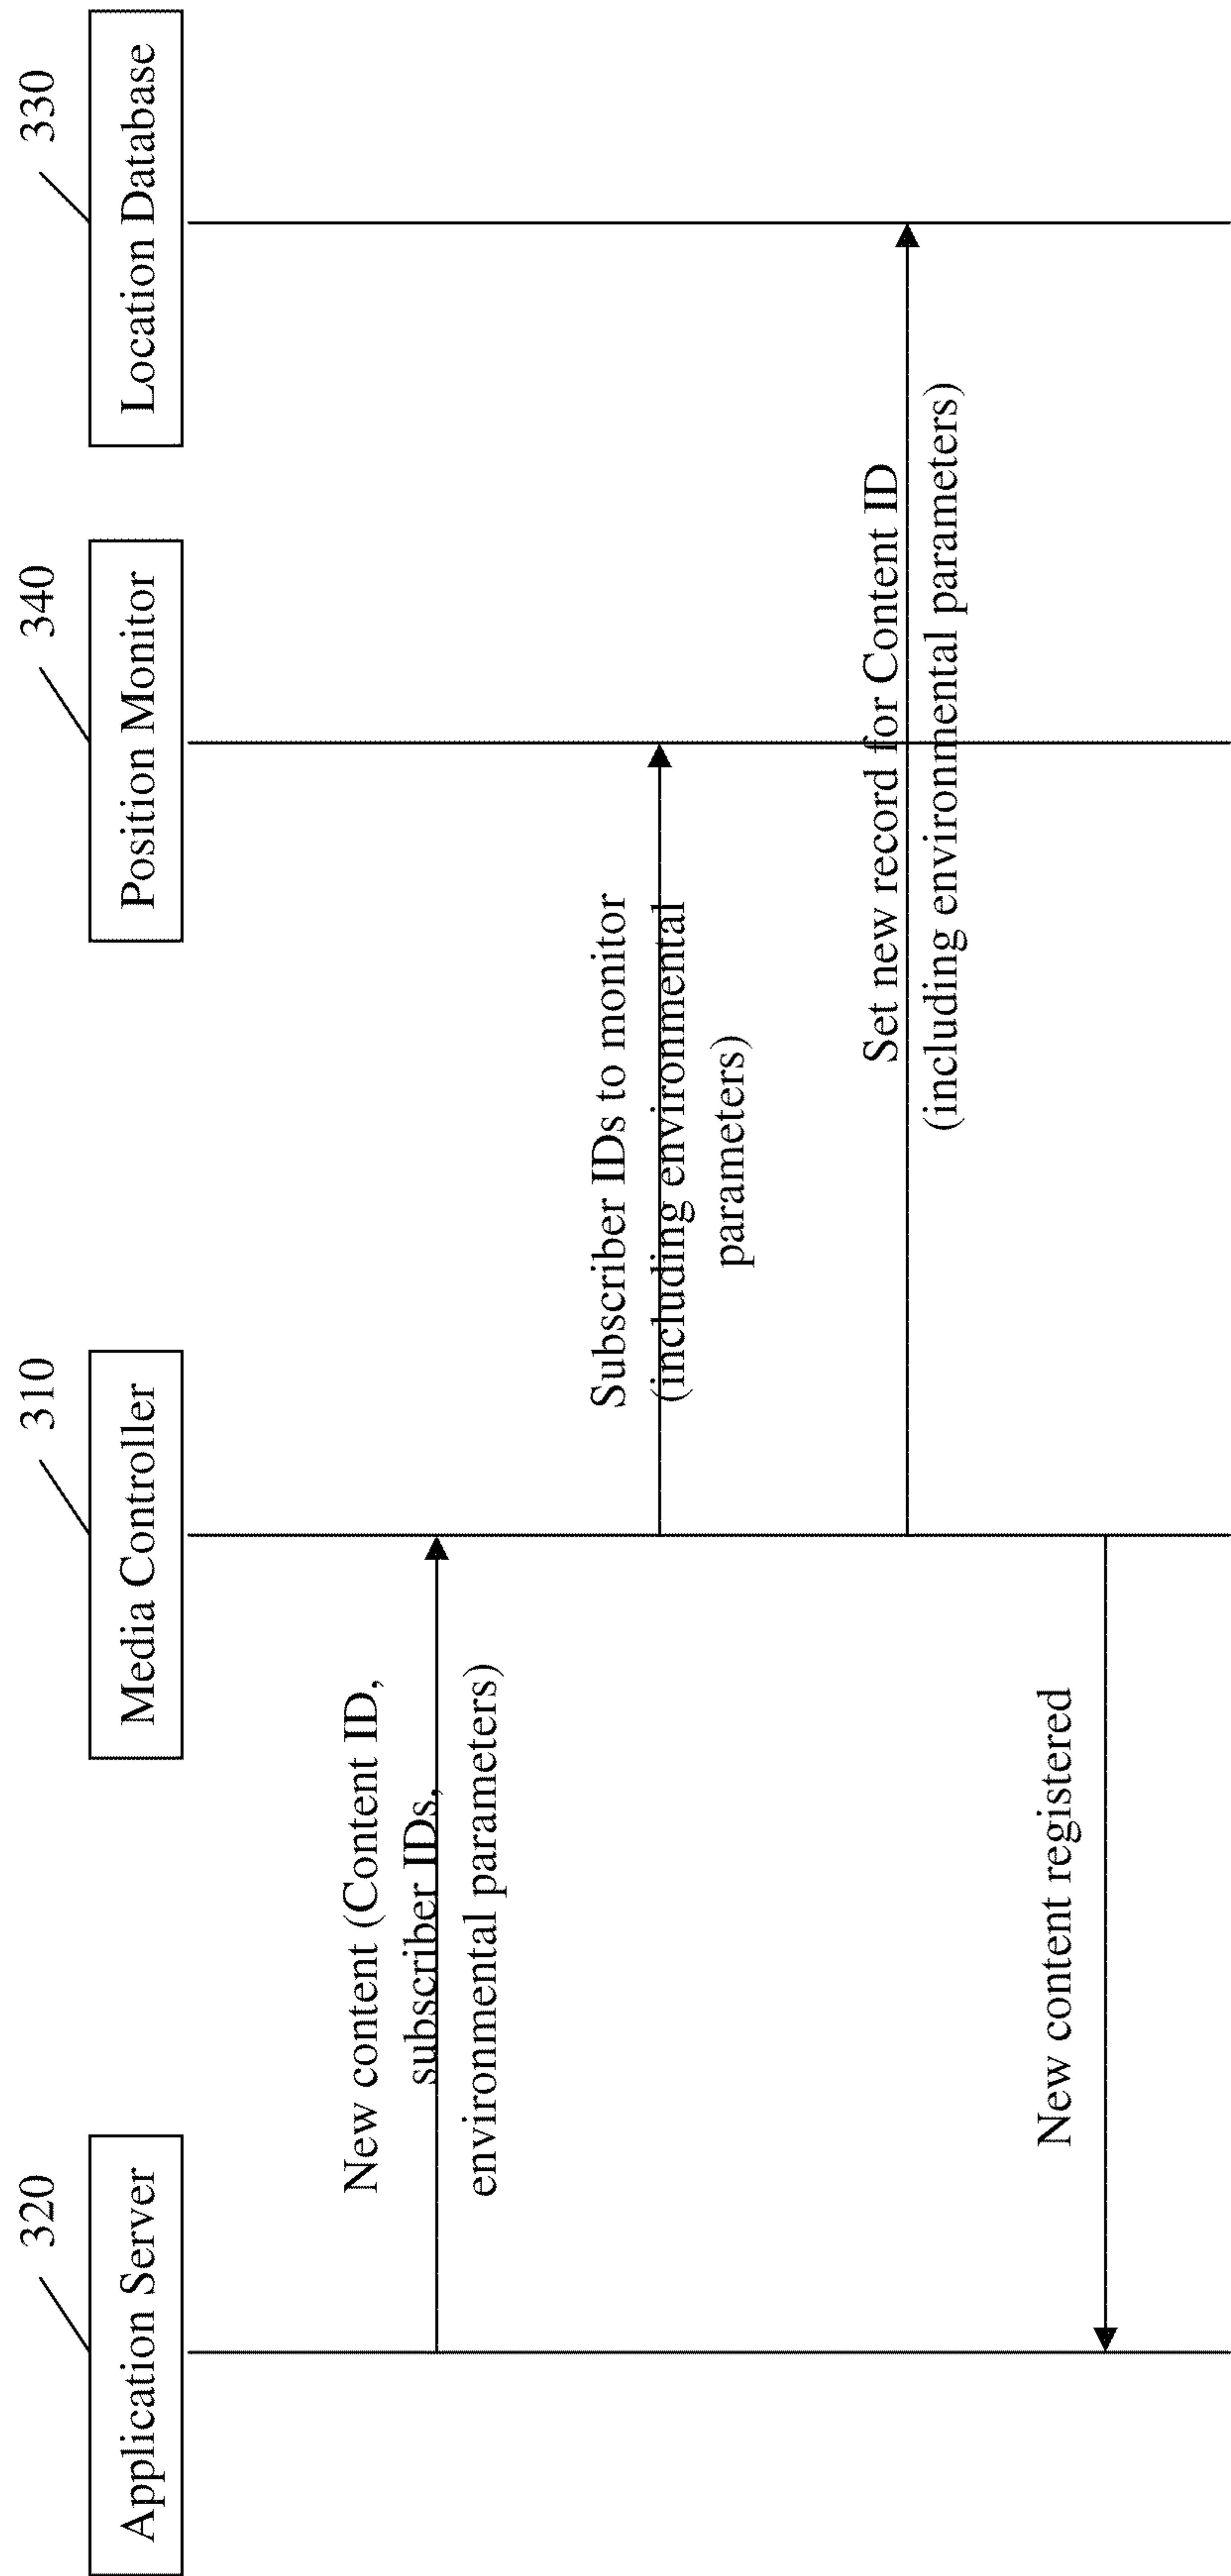 320
310
340
330
Application Server
Media Controller
Position Monitor
Location Database
New content (Content ID,
subscriber IDs,
environmental parameters)
Subscriber IDs to monitor
(including environmental
parameters)
Set new record for Content ID
(including environmental parameters)
New content registered